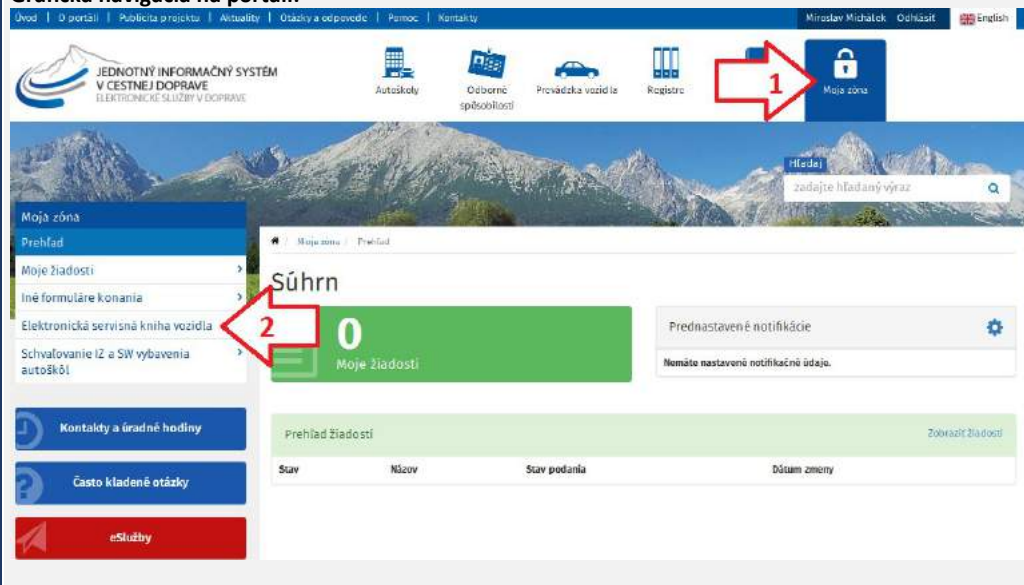 Grafická navigácia na portáli
Úvod | O portáli | Publicita projektu | Aktuality | Otázky a odpovede | Pomoc | Kontakty
Miroslav Michálek Odhlásiť English
JEDNOTNÝ INFORMAČNÝ SYSTÉM
V CESTNEJ DOPRAVE
ELEKTRONICKÉ SLUŽBY V DOPRAVE
Autoškoly
Odborné
spôsobilosti
Prevádzka vozidla
Registre
1
Moja zóna
Hľadaj
zadajte hľadaný výraz
Moja zóna
Prehľad
Moje žiadosti
Iné formuláre konania
Elektronická servisná kniha vozidla
Schvaľovanie IZ a SW vybavenia
autoškôl
2
Kontakty a úradné hodiny
Často kladené otázky
eSlužby
/ Moja zóna / Prehľad
Súhrn
0
Moje žiadosti
Prednastavené notifikácie
Nemáte nastavené notifikačné údaje.
Prehľad žiadostí
Zobraziť žiadosti
Stav Názov Stav podania Dátum zmeny